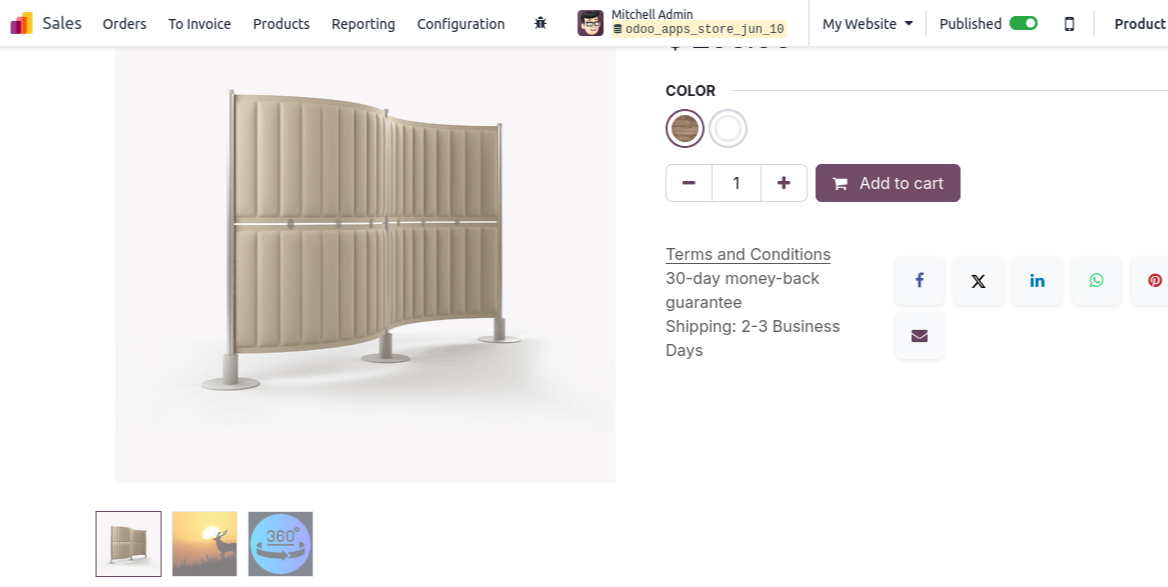 Sales Orders To Invoice Products Reporting Configuration
Mitchell Admin
odoo_apps_store_jun_10
My Website
Published
Product
COLOR
1
Add to cart
Terms and Conditions
30-day money-back
guarantee
Shipping: 2-3 Business
Days
360°